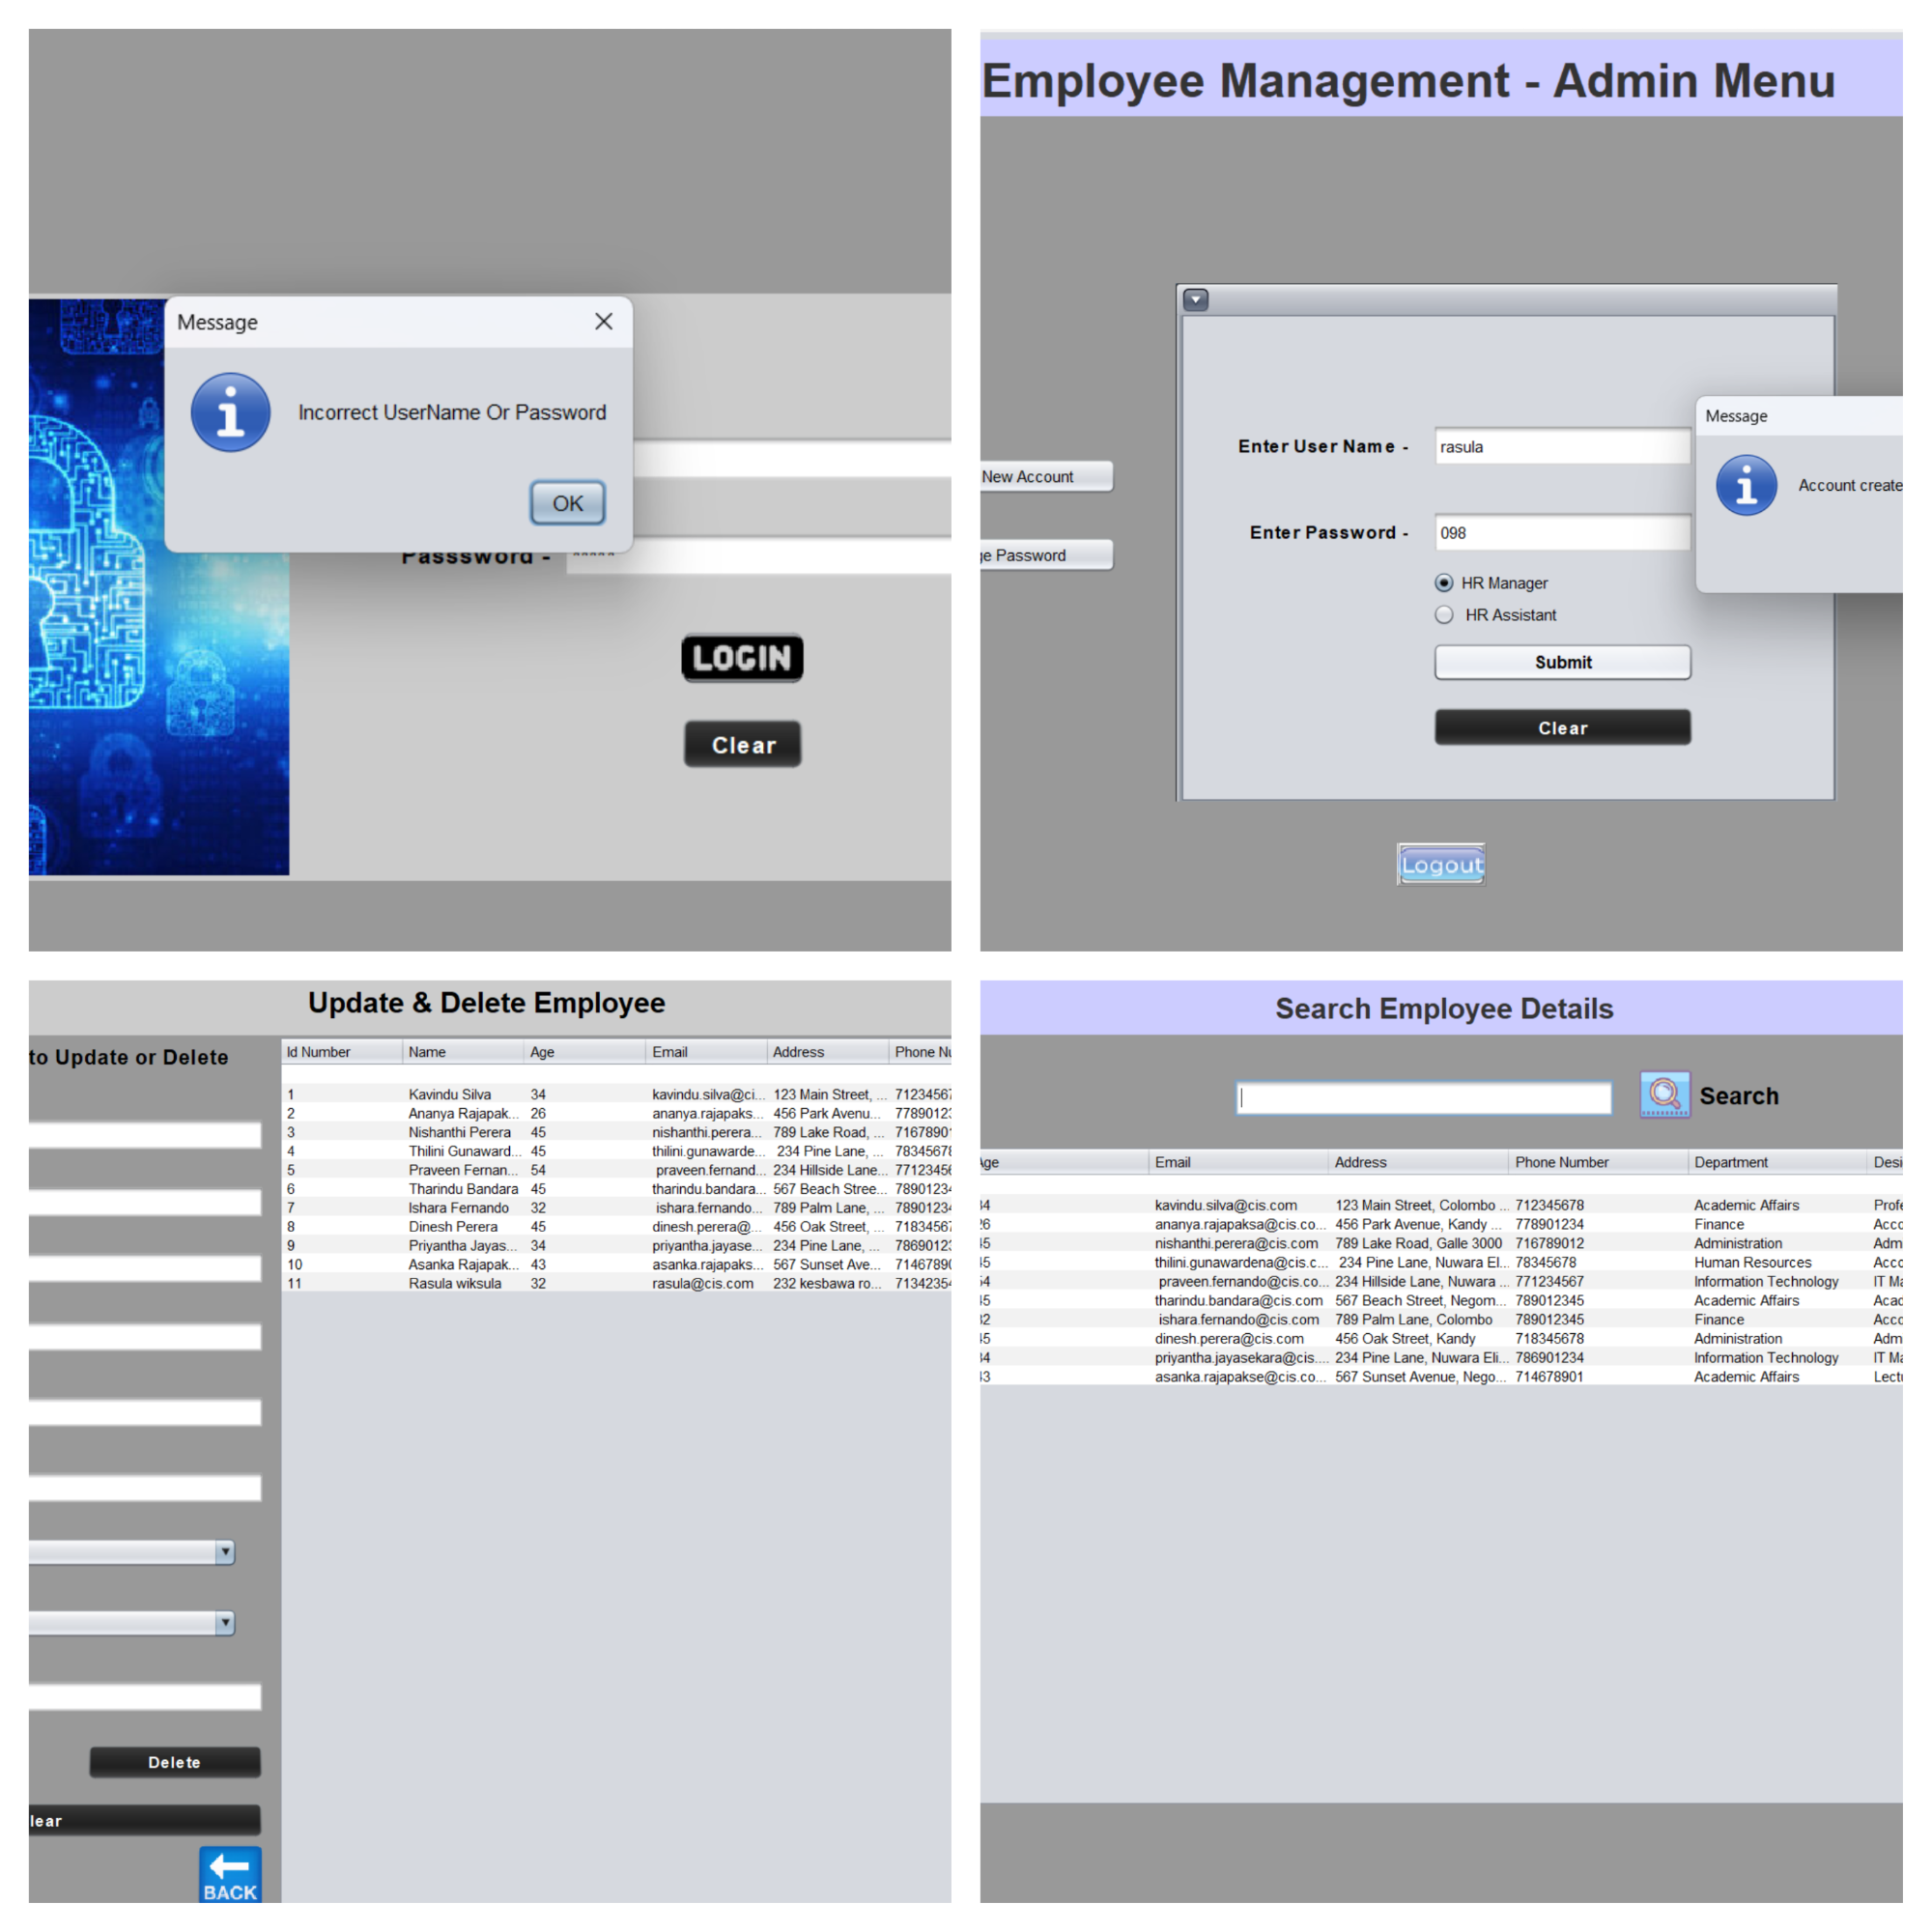 Message
Incorrect UserName Or Password
OK
Passsword -
LOGIN
Clear
Employee Management - Admin Menu
New Account
Password
Enter User Name - rasula
Enter Password - 098
HR Manager
HR Assistant
Submit
Clear
Message
Account create
Logout
Update & Delete Employee
to Update or Delete
Id Number Name Age Email Address Phone
1 Kavindu Silva 34 kavindu.silva@ci... 123 Main Street, ... 7123456
2 Ananya Rajapak... 26 ananya.rajapaks... 456 Park Avenu... 7789012
3 Nishanthi Perera 45 nishanthi.perera... 789 Lake Road, ... 7167890
4 Thilini Gunaward... 45 thilini.gunawarde... 234 Pine Lane, ... 7834567
5 Praveen Fernan... 54 praveen.fernand... 234 Hillside Lane... 7712345
6 Tharindu Bandara 45 tharindu.bandara... 567 Beach Stree... 7890123
7 Ishara Fernando 32 ishara.fernando... 789 Palm Lane, ... 7890123
8 Dinesh Perera 45 dinesh.perera@... 456 Oak Street, ... 7183456
9 Priyantha Jayas... 34 priyantha.jayase... 234 Pine Lane, ... 7869012
10 Asanka Rajapak... 43 asanka.rajapaks... 567 Sunset Ave... 7146789
11 Rasula wiksula 32 rasula@cis.com 232 kesbawa ro... 7134235
Delete
lear
BACK
Search Employee Details
Search
Age Email Address Phone Number Department Desi
34 kavindu.silva@cis.com 123 Main Street, Colombo ... 712345678 Academic Affairs Profe
26 ananya.rajapaksa@cis.co... 456 Park Avenue, Kandy ... 778901234 Finance Acco
45 nishanthi.perera@cis.com 789 Lake Road, Galle 3000 716789012 Administration Adm
45 thilini.gunawardena@cis.c... 234 Pine Lane, Nuwara El... 78345678 Human Resources Acco
54 praveen.fernando@cis.co... 234 Hillside Lane, Nuwara ... 771234567 Information Technology IT Ma
45 tharindu.bandara@cis.com 567 Beach Street, Negom... 789012345 Academic Affairs Acad
32 ishara.fernando@cis.com 789 Palm Lane, Colombo 789012345 Finance Acco
45 dinesh.perera@cis.com 456 Oak Street, Kandy 718345678 Administration Adm
34 priyantha.jayasekara@cis.... 234 Pine Lane, Nuwara Eli... 786901234 Information Technology IT Ma
43 asanka.rajapakse@cis.co... 567 Sunset Avenue, Nego... 714678901 Academic Affairs Lectu